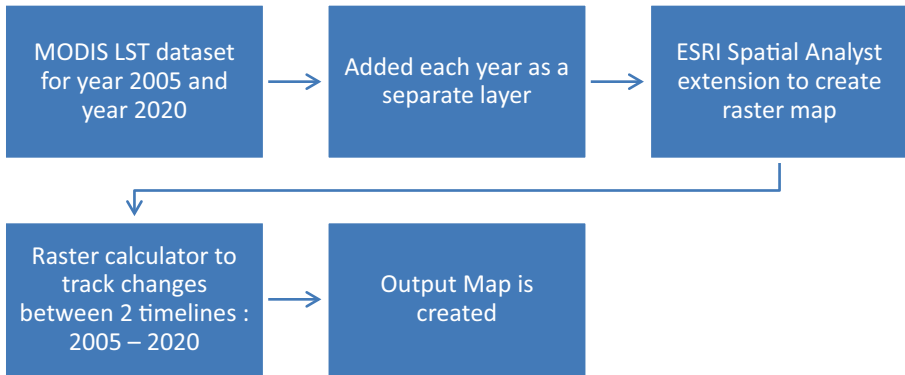 MODIS LST dataset
for year 2005 and
year 2020
Added each year as a
separate layer
ESRI Spatial Analyst
extension to create
raster map
Raster calculator to
track changes
between 2 timelines :
2005 – 2020
Output Map is
created